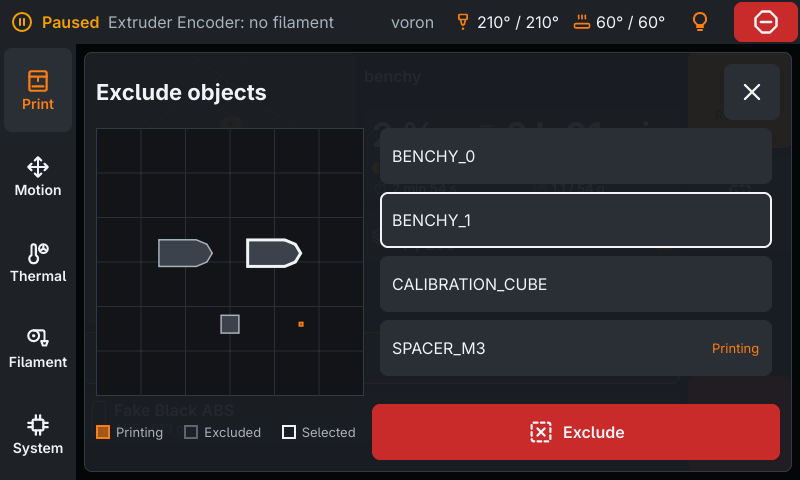 Paused Extruder Encoder: no filament voron 210° / 210° 60° / 60°
Print
Motion
Thermal
Filament
System
benchy
Exclude objects
BENCHY_0
BENCHY_1
CALIBRATION_CUBE
SPACER_M3 Printing
Fake Black ABS
Printing Excluded Selected
Exclude